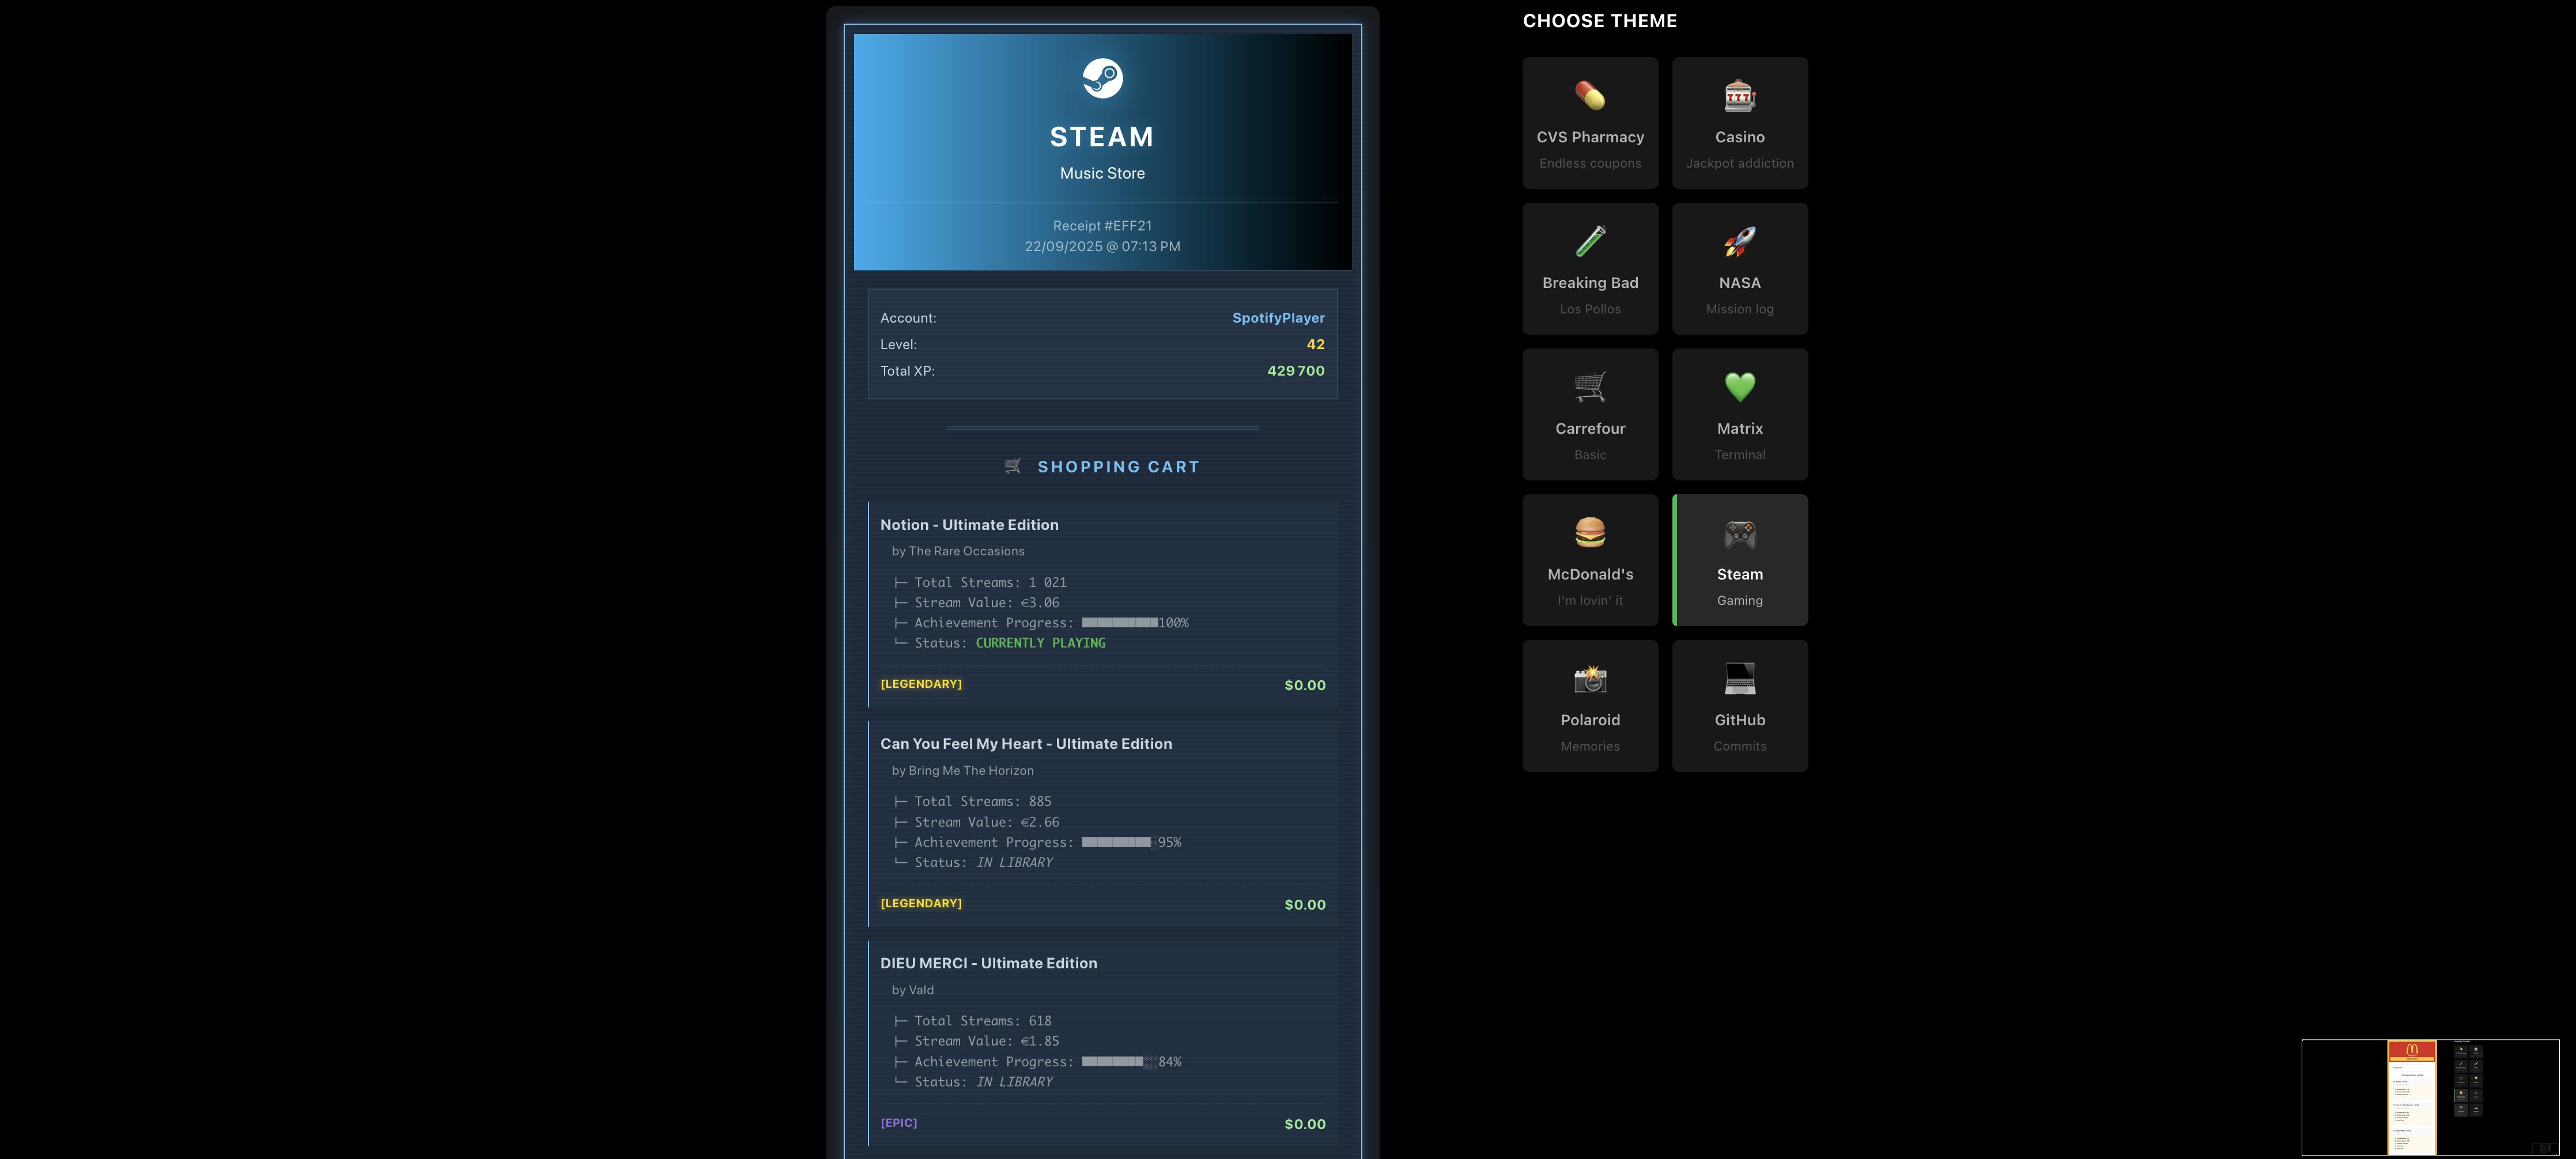 STEAM
Music Store
Receipt #EFF21
22/09/2025 @ 07:13 PM
Account: SpotifyPlayer
Level: 42
Total XP: 429 700
SHOPPING CART
Notion - Ultimate Edition
by The Rare Occasions
├─ Total Streams: 1 021
├─ Stream Value: €3.06
├─ Achievement Progress: ██████████100%
└─ Status: CURRENTLY PLAYING
[LEGENDARY] $0.00
Can You Feel My Heart - Ultimate Edition
by Bring Me The Horizon
├─ Total Streams: 885
├─ Stream Value: €2.66
├─ Achievement Progress: █████████░95%
└─ Status: IN LIBRARY
[LEGENDARY] $0.00
DIEU MERCI - Ultimate Edition
by Vald
├─ Total Streams: 618
├─ Stream Value: €1.85
├─ Achievement Progress: ████████░░84%
└─ Status: IN LIBRARY
[EPIC] $0.00
CHOOSE THEME
CVS Pharmacy
Endless coupons
Casino
Jackpot addiction
Breaking Bad
Los Pollos
NASA
Mission log
Carrefour
Basic
Matrix
Terminal
McDonald's
I'm lovin' it
Steam
Gaming
Polaroid
Memories
GitHub
Commits